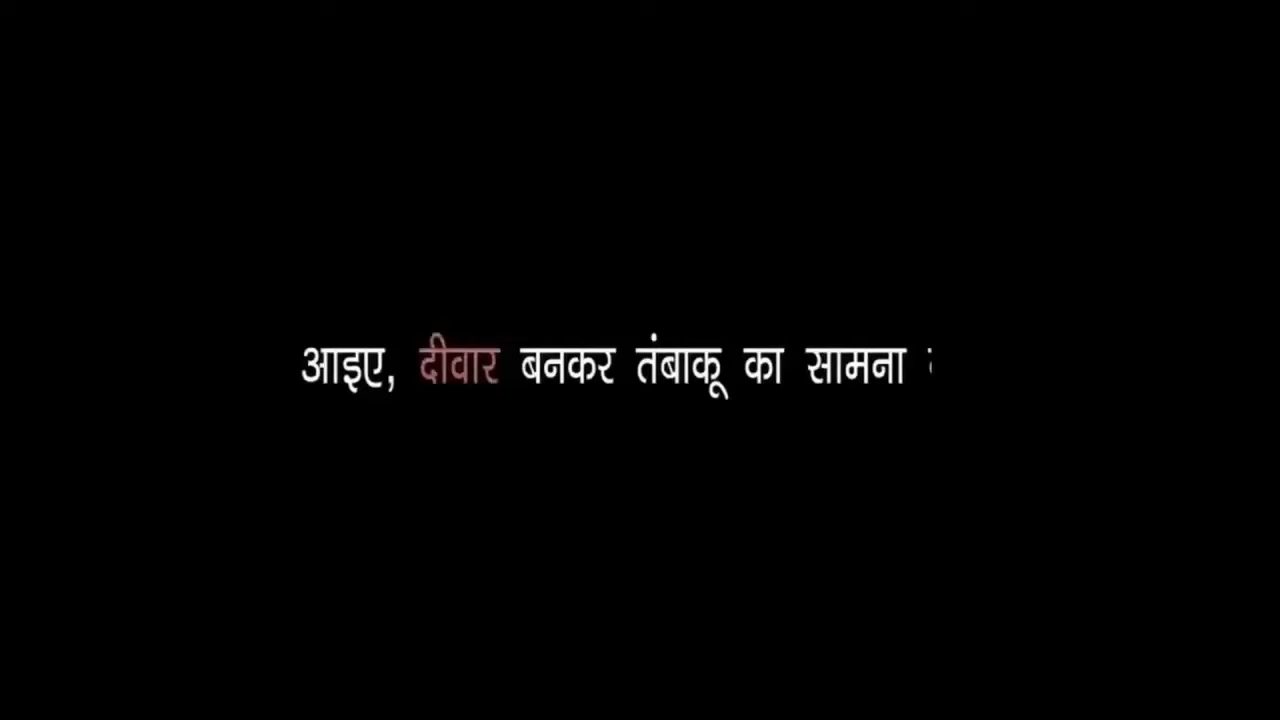 आइए, दीवार बनकर तंबाकू का सामना